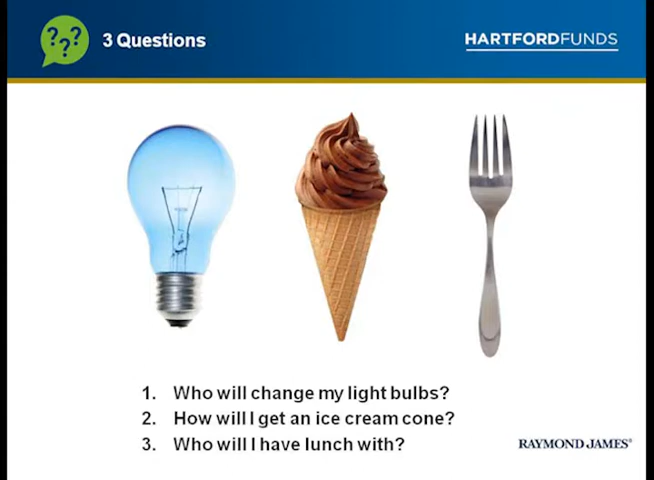 ???
3 Questions
HARTFORDFUNDS
1. Who will change my light bulbs?
2. How will I get an ice cream cone?
3. Who will I have lunch with?
RAYMOND JAMES®